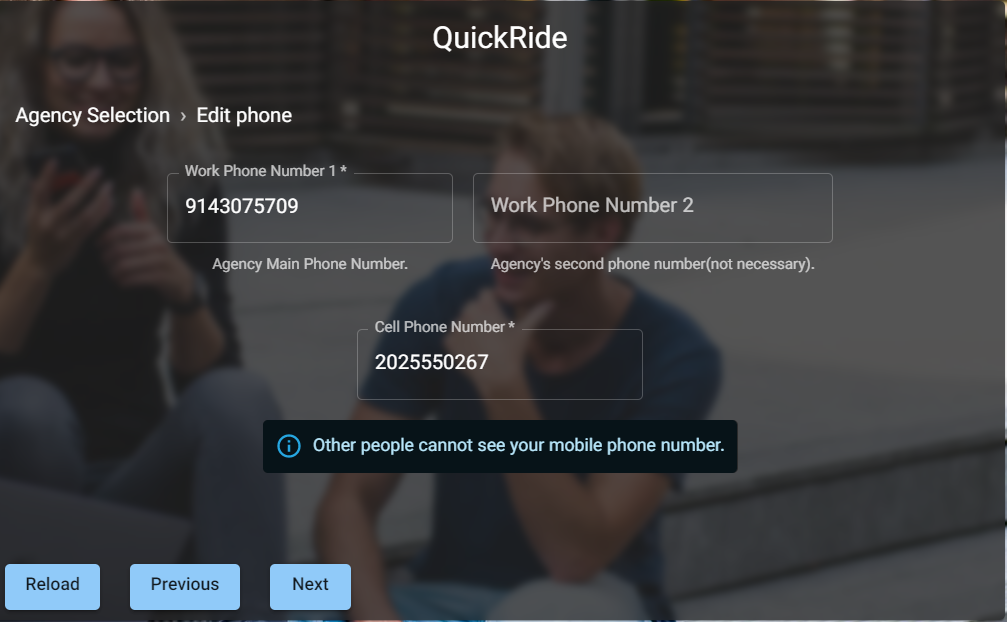 QuickRide
Agency Selection › Edit phone
Work Phone Number 1 *
9143075709
Work Phone Number 2
Agency Main Phone Number.
Agency's second phone number(not necessary).
Cell Phone Number *
2025550267
Other people cannot see your mobile phone number.
Reload
Previous
Next